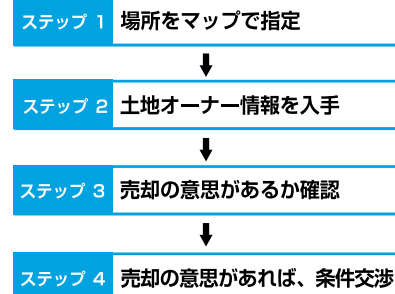 ステップ 1 場所をマップで指定
ステップ 2 土地オーナー情報を入手
ステップ 3 売却の意思があるか確認
ステップ 4 売却の意思があれば、条件交渉